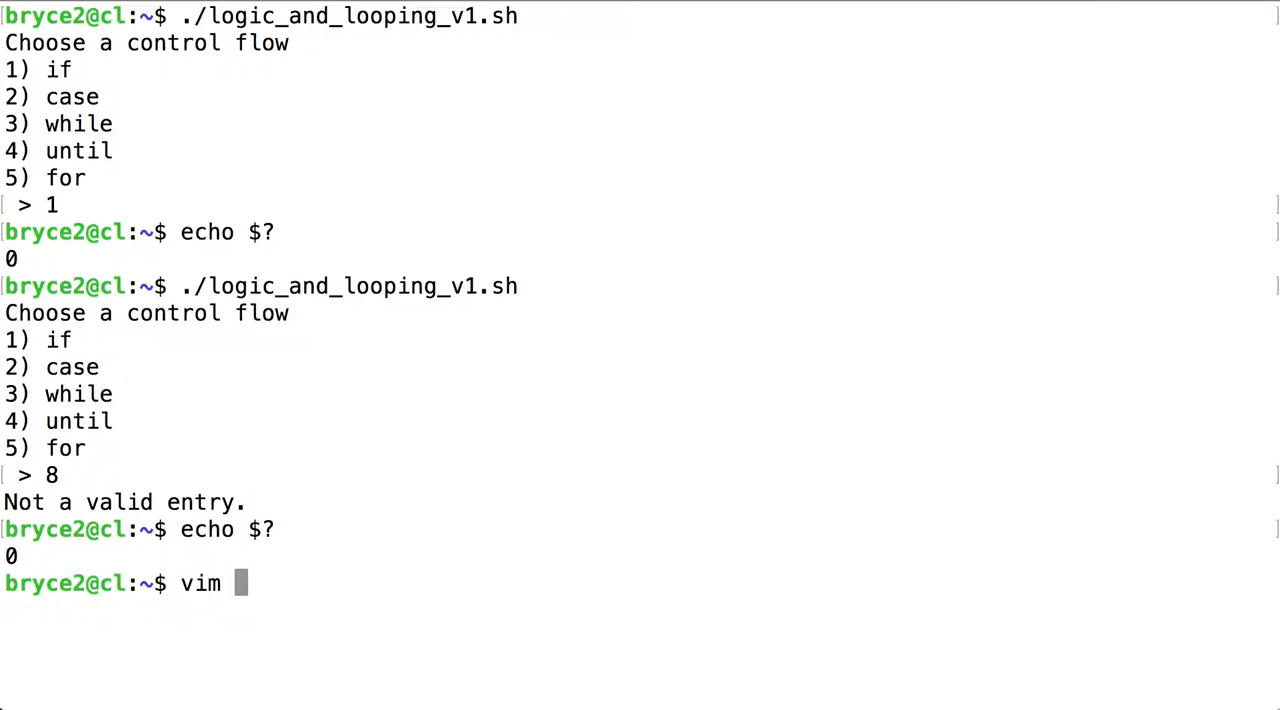 bryce2@cl:~$ ./logic_and_looping_v1.sh
Choose a control flow
1) if
2) case
3) while
4) until
5) for
 > 1
bryce2@cl:~$ echo $?
0
bryce2@cl:~$ ./logic_and_looping_v1.sh
Choose a control flow
1) if
2) case
3) while
4) until
5) for
 > 8
Not a valid entry.
bryce2@cl:~$ echo $?
0
bryce2@cl:~$ vim